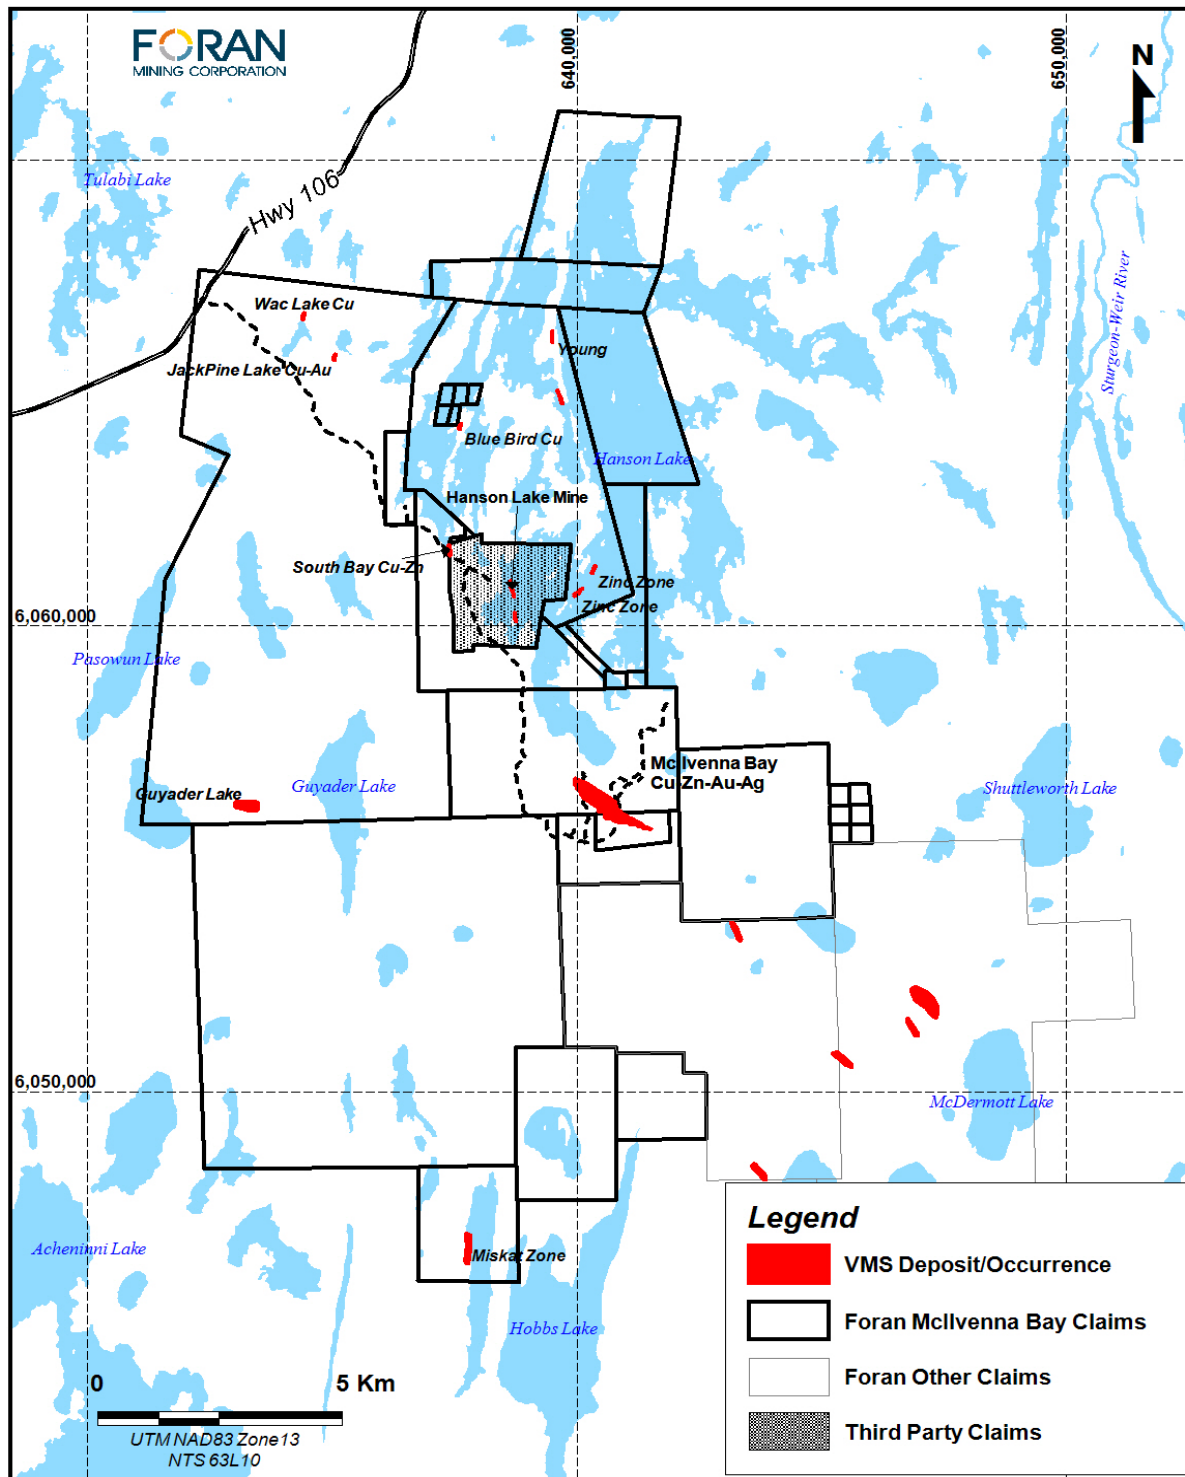 FORAN
MINING CORPORATION
640,000
650,000
N
Tulabi Lake
Hwy 106
Sturgeon-Weir River
Wac Lake Cu
Young
JackPine Lake Cu-Au
Blue Bird Cu
Hanson Lake
Hanson Lake Mine
South Bay Cu-Zn
Zinc Zone
Zinc Zone
6,060,000
Pasowun Lake
McIlvenna Bay
Cu-Zn-Au-Ag
Guyader Lake
Guyader Lake
Shuttleworth Lake
6,050,000
McDermott Lake
Acheninni Lake
Miskat Zone
Hobbs Lake
Legend
VMS Deposit/Occurrence
Foran McIlvenna Bay Claims
Foran Other Claims
Third Party Claims
0 5 Km
UTM NAD83 Zone13
NTS 63L10